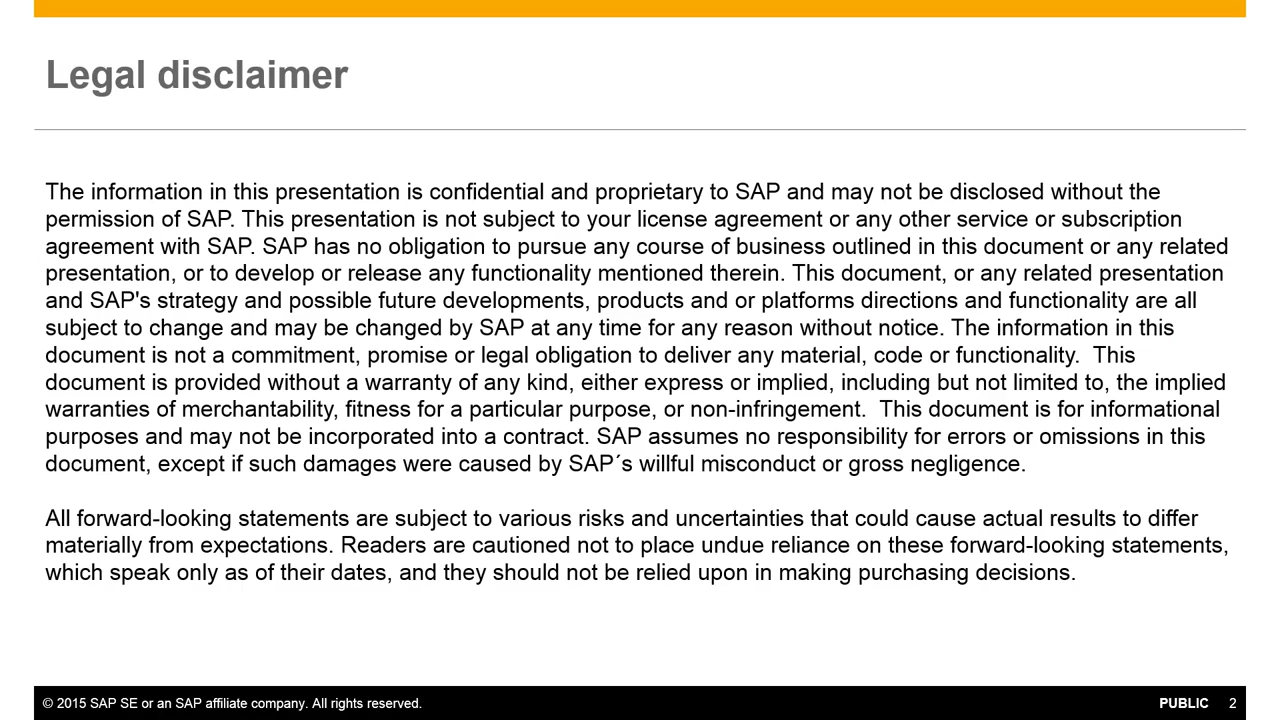 Legal disclaimer
The information in this presentation is confidential and proprietary to SAP and may not be disclosed without the
permission of SAP. This presentation is not subject to your license agreement or any other service or subscription
agreement with SAP. SAP has no obligation to pursue any course of business outlined in this document or any related
presentation, or to develop or release any functionality mentioned therein. This document, or any related presentation
and SAP's strategy and possible future developments, products and or platforms directions and functionality are all
subject to change and may be changed by SAP at any time for any reason without notice. The information in this
document is not a commitment, promise or legal obligation to deliver any material, code or functionality.  This
document is provided without a warranty of any kind, either express or implied, including but not limited to, the implied
warranties of merchantability, fitness for a particular purpose, or non-infringement.  This document is for informational
purposes and may not be incorporated into a contract. SAP assumes no responsibility for errors or omissions in this
document, except if such damages were caused by SAP´s willful misconduct or gross negligence.
All forward-looking statements are subject to various risks and uncertainties that could cause actual results to differ
materially from expectations. Readers are cautioned not to place undue reliance on these forward-looking statements,
which speak only as of their dates, and they should not be relied upon in making purchasing decisions.
© 2015 SAP SE or an SAP affiliate company. All rights reserved. PUBLIC 2